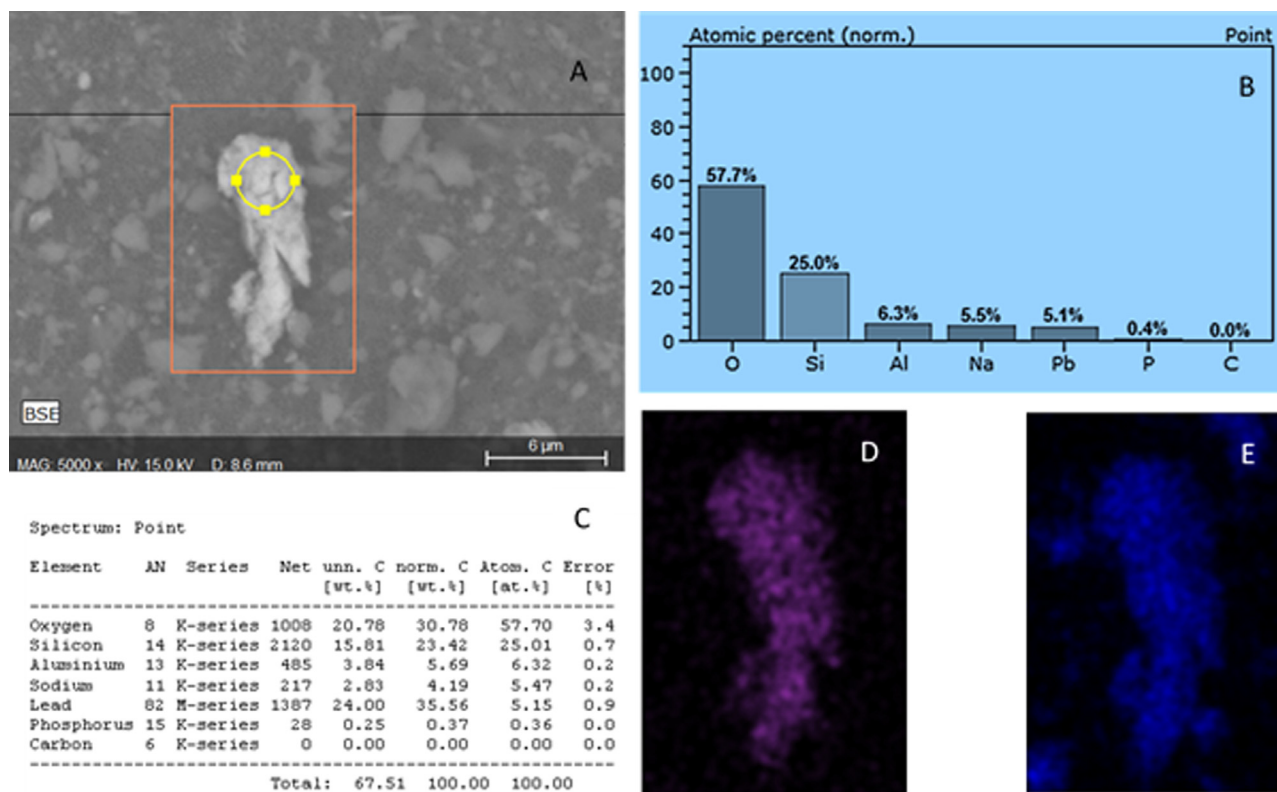 A
BSE
6 µm
MAG: 5000 x HV: 15.0 kV D: 8.6 mm
Atomic percent (norm.) Point
B
100
80
60
40
20
0
57.7%
25.0%
6.3%
5.5%
5.1%
0.4%
0.0%
O Si Al Na Pb P C
C
Spectrum: Point
Element AN Series Net unn. C norm. C Atom. C Error
[wt.%] [wt.%] [at.%] [%]
Oxygen 8 K-series 1008 20.78 30.78 57.70 3.4
Silicon 14 K-series 2120 15.81 23.42 25.01 0.7
Aluminium 13 K-series 485 3.84 5.69 6.32 0.2
Sodium 11 K-series 217 2.83 4.19 5.47 0.2
Lead 82 M-series 1387 24.00 35.56 5.15 0.9
Phosphorus 15 K-series 28 0.25 0.37 0.36 0.0
Carbon 6 K-series 0 0.00 0.00 0.00 0.0
Total: 67.51 100.00 100.00
D
E